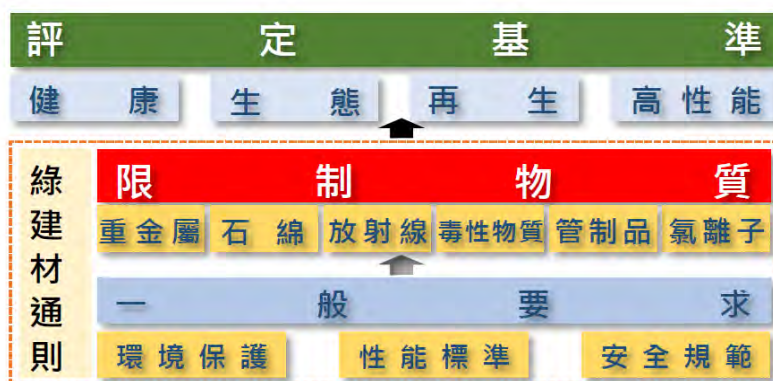 評定基準
健康 生態 再生 高性能
綠建材通則
限制物質
重金屬 石綿 放射線 毒性物質 管制品 氯離子
一般要求
環境保護 性能標準 安全規範